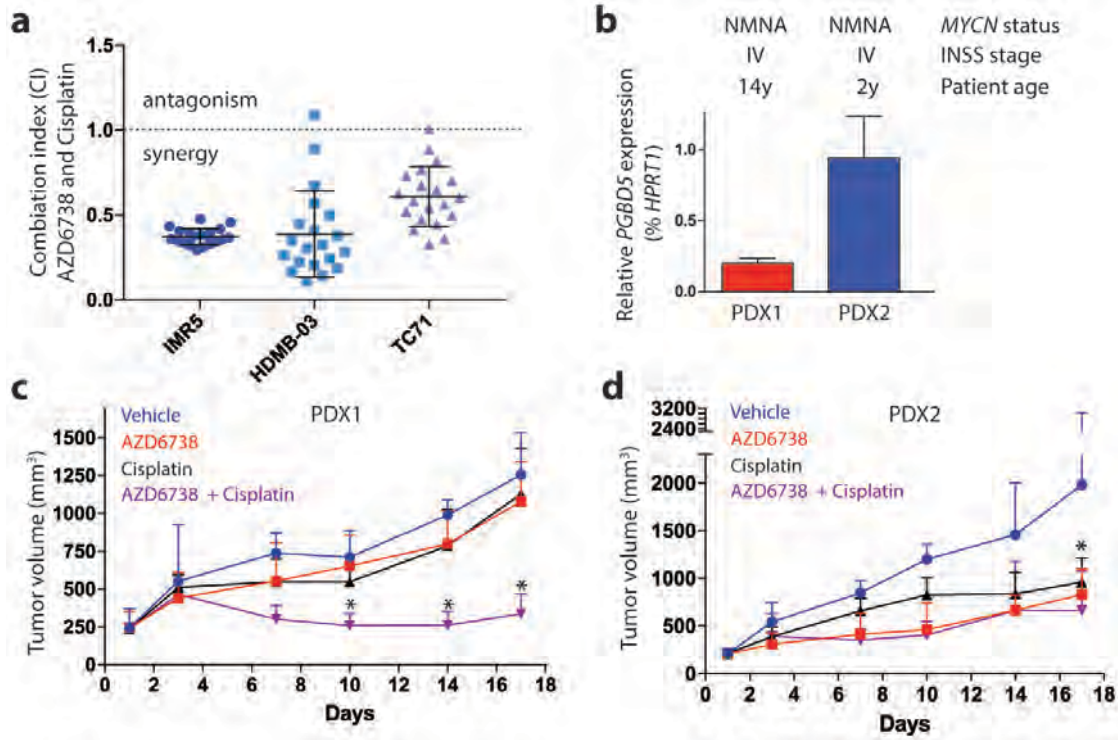 a
Combiation index (CI)
AZD6738 and Cisplatin
1.5
1.0
0.5
0.0
antagonism
synergy
IMR5
HDMB-03
TC71
b
NMNA NMNA MYCN status
IV IV INSS stage
14y 2y Patient age
Relative PGBD5 expression
(% HPRT1)
1.0
0.5
0.0
PDX1 PDX2
c
PDX1
Vehicle
AZD6738
Cisplatin
AZD6738 + Cisplatin
Tumor volume (mm³)
1500
1250
1000
750
500
250
0
* * *
0 2 4 6 8 10 12 14 16 18
Days
d
PDX2
Vehicle
AZD6738
Cisplatin
AZD6738 + Cisplatin
Tumor volume (mm³)
3200
2400
2000
1500
1000
500
0
*
0 2 4 6 8 10 12 14 16 18
Days